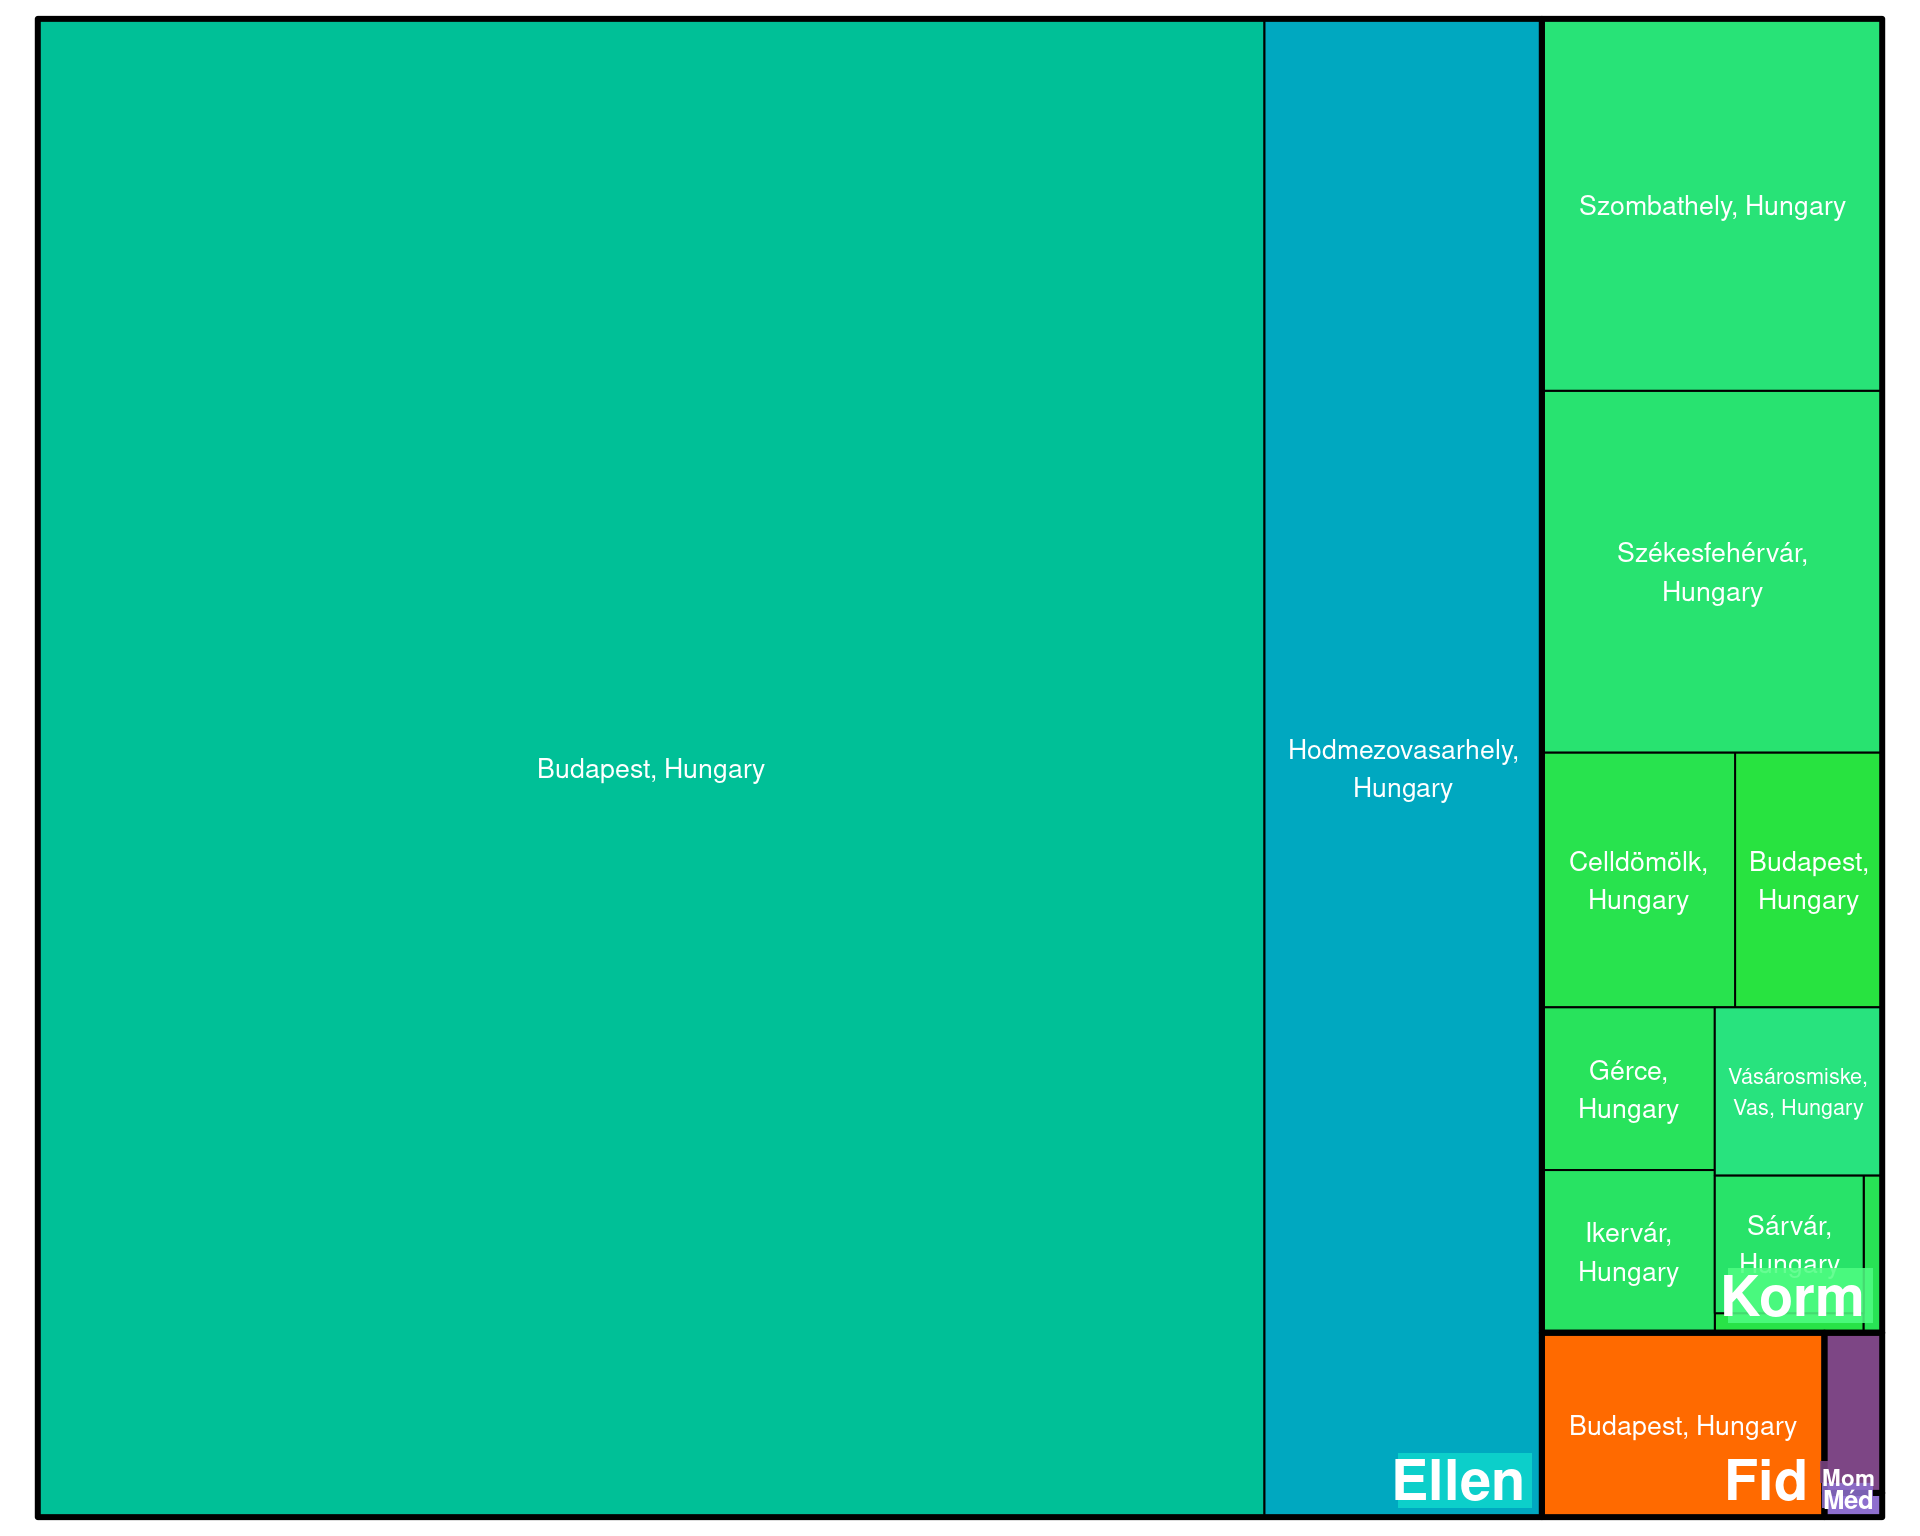 Budapest, Hungary
Hodmezovasarhely,
Hungary
Ellen
Szombathely, Hungary
Székesfehérvár,
Hungary
Celldömölk,
Hungary
Budapest,
Hungary
Gérce,
Hungary
Vásárosmiske,
Vas, Hungary
Ikervár,
Hungary
Sárvár,
Hungary
Korm
Budapest, Hungary
Fid
Mom
Méd